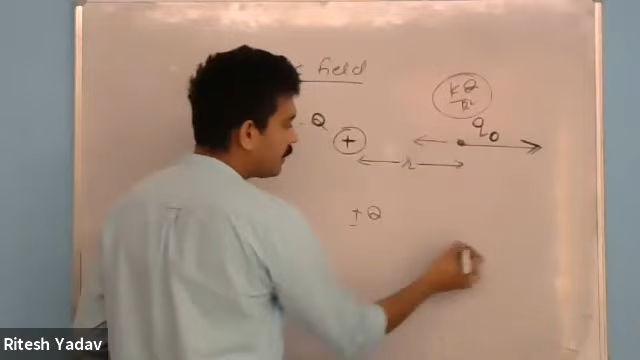 field
kQ
r²
Q
q₀
+
r
±Q
Ritesh Yadav